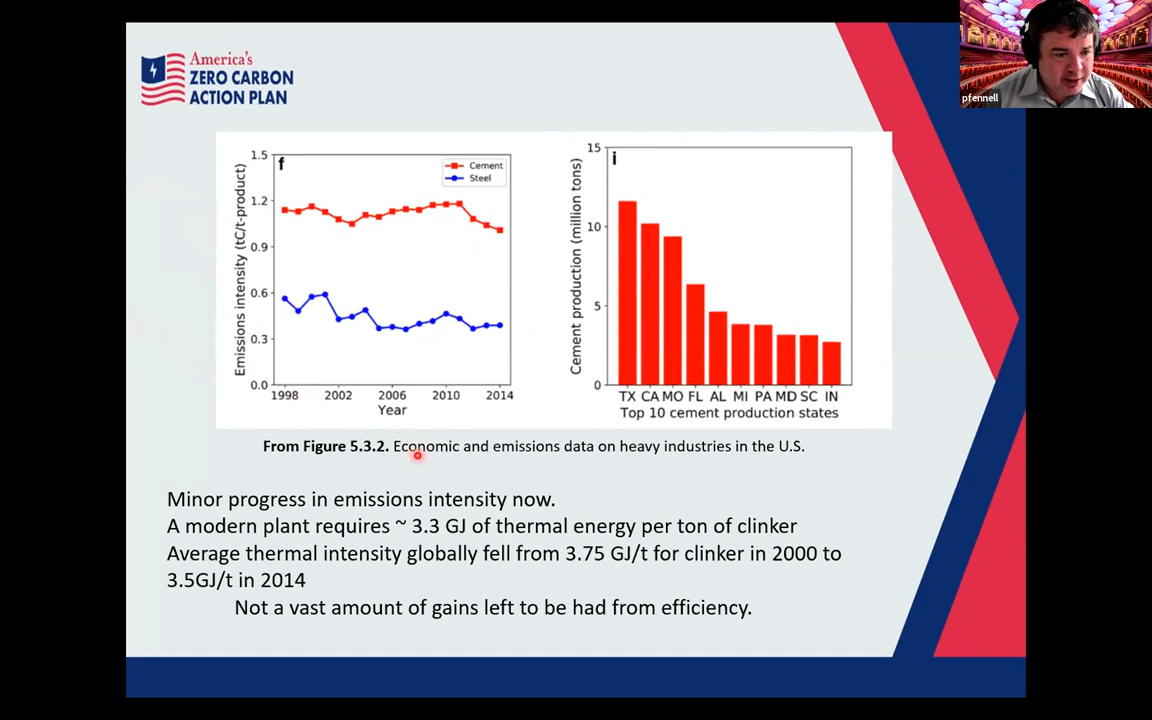 America's
ZERO CARBON
ACTION PLAN
pfennell
f
Cement
Steel
1.5
1.2
0.9
0.6
0.3
0.0
Emissions intensity (tC/t-product)
1998 2002 2006 2010 2014
Year
i
15
10
5
0
Cement production (million tons)
TX CA MO FL AL MI PA MD SC IN
Top 10 cement production states
From Figure 5.3.2. Economic and emissions data on heavy industries in the U.S.
Minor progress in emissions intensity now.
A modern plant requires ~ 3.3 GJ of thermal energy per ton of clinker
Average thermal intensity globally fell from 3.75 GJ/t for clinker in 2000 to
3.5GJ/t in 2014
Not a vast amount of gains left to be had from efficiency.